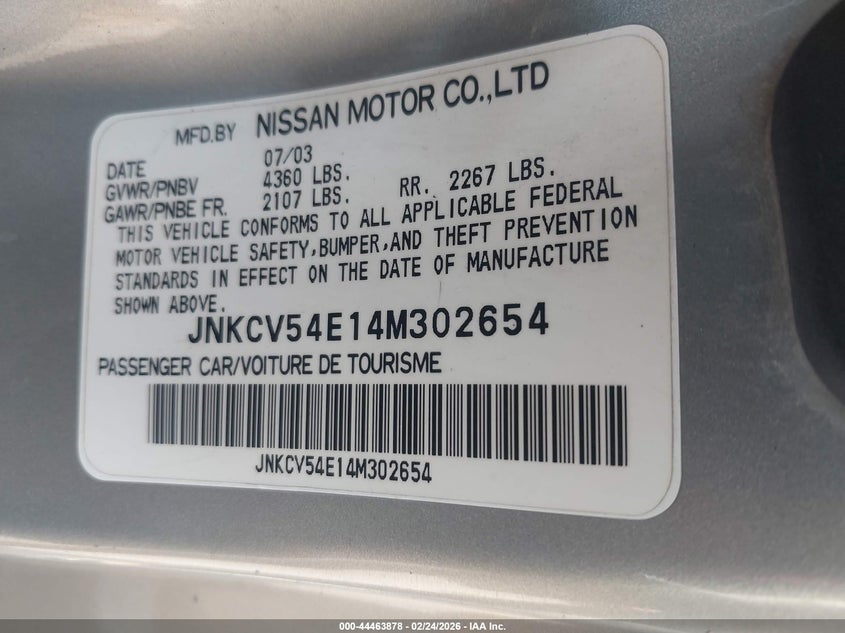 MFD.BY NISSAN MOTOR CO.,LTD
DATE 07/03
GVWR/PNBV 4360 LBS.
GAWR/PNBE FR. 2107 LBS. RR. 2267 LBS.
THIS VEHICLE CONFORMS TO ALL APPLICABLE FEDERAL
MOTOR VEHICLE SAFETY,BUMPER,AND THEFT PREVENTION
STANDARDS IN EFFECT ON THE DATE OF MANUFACTURE
SHOWN ABOVE.
JNKCV54E14M302654
PASSENGER CAR/VOITURE DE TOURISME
JNKCV54E14M302654
000-44463878 - 02/24/2026 - IAA Inc.